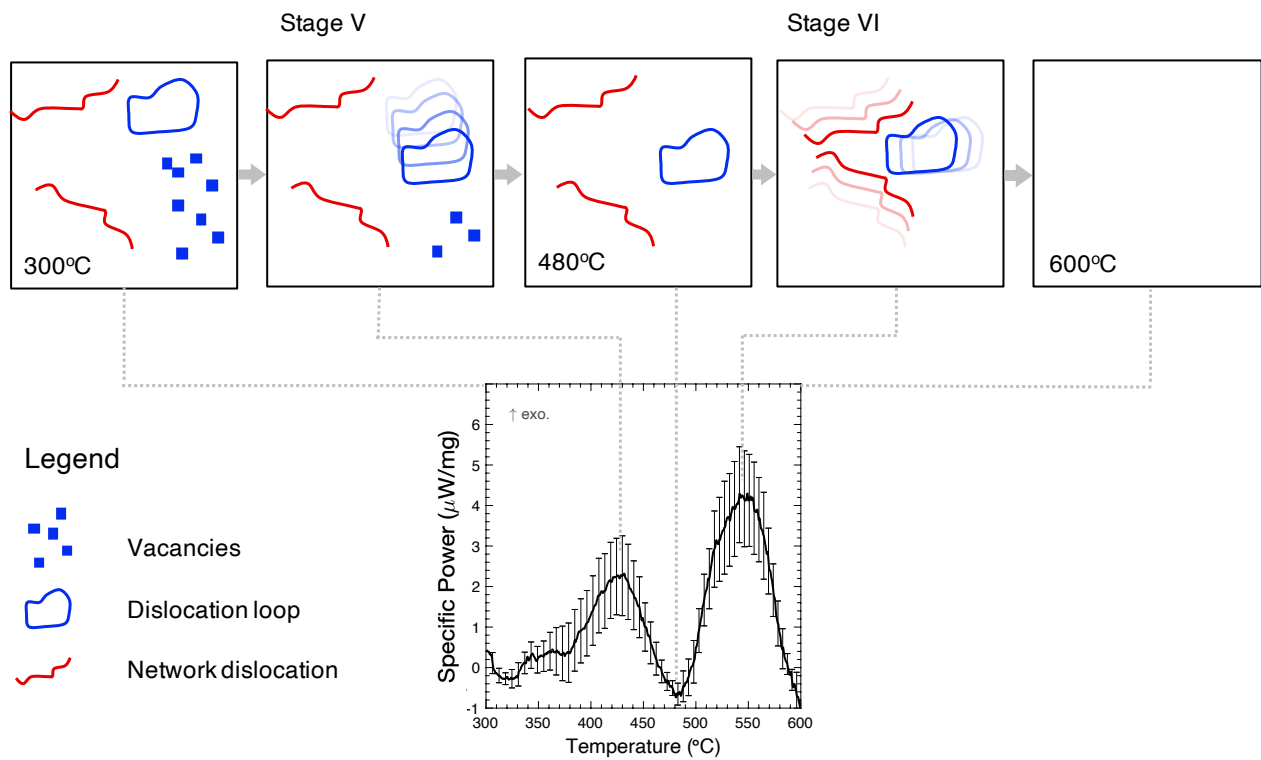 Stage V
Stage VI
300ºC
480ºC
600ºC
Legend
Vacancies
Dislocation loop
Network dislocation
↑ exo.
Specific Power (μW/mg)
6
5
4
3
2
1
0
-1
300 350 400 450 500 550 600
Temperature (ºC)